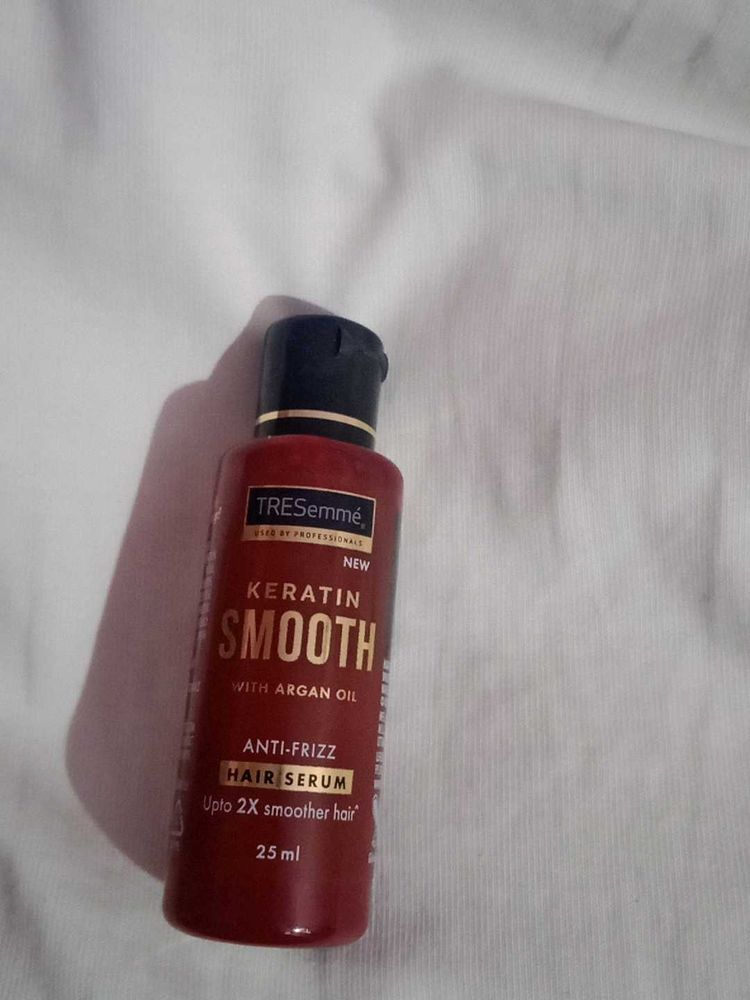 TRESemmé®
USED BY PROFESSIONALS
NEW
KERATIN
SMOOTH
WITH ARGAN OIL
ANTI-FRIZZ
HAIR SERUM
Upto 2X smoother hair^
25 ml